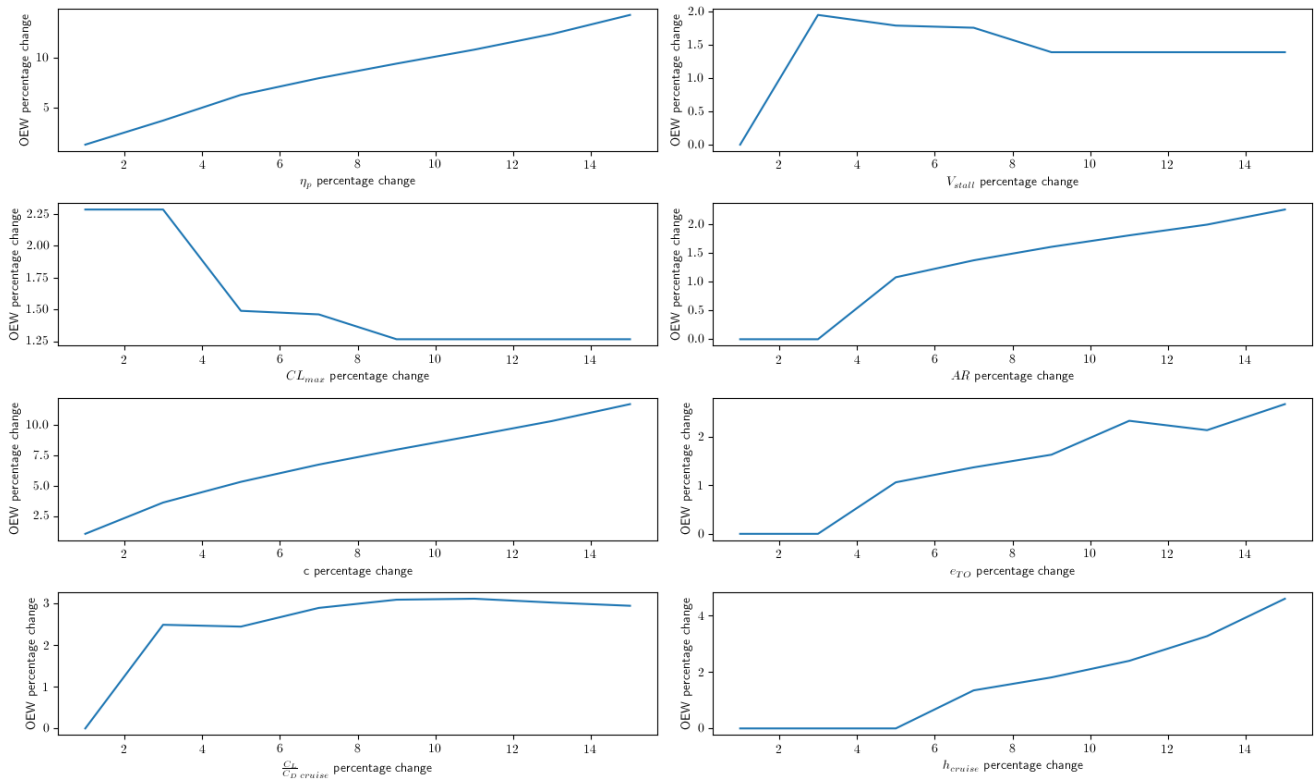 OEW percentage change
10
5
2 4 6 8 10 12 14
η_p percentage change
OEW percentage change
2.0
1.5
1.0
0.5
0.0
2 4 6 8 10 12 14
V_stall percentage change
OEW percentage change
2.25
2.00
1.75
1.50
1.25
2 4 6 8 10 12 14
CL_max percentage change
OEW percentage change
2.0
1.5
1.0
0.5
0.0
2 4 6 8 10 12 14
AR percentage change
OEW percentage change
10.0
7.5
5.0
2.5
2 4 6 8 10 12 14
c percentage change
OEW percentage change
2
1
0
2 4 6 8 10 12 14
e_TO percentage change
OEW percentage change
3
2
1
0
2 4 6 8 10 12 14
C_L/C_D cruise percentage change
OEW percentage change
4
2
0
2 4 6 8 10 12 14
h_cruise percentage change